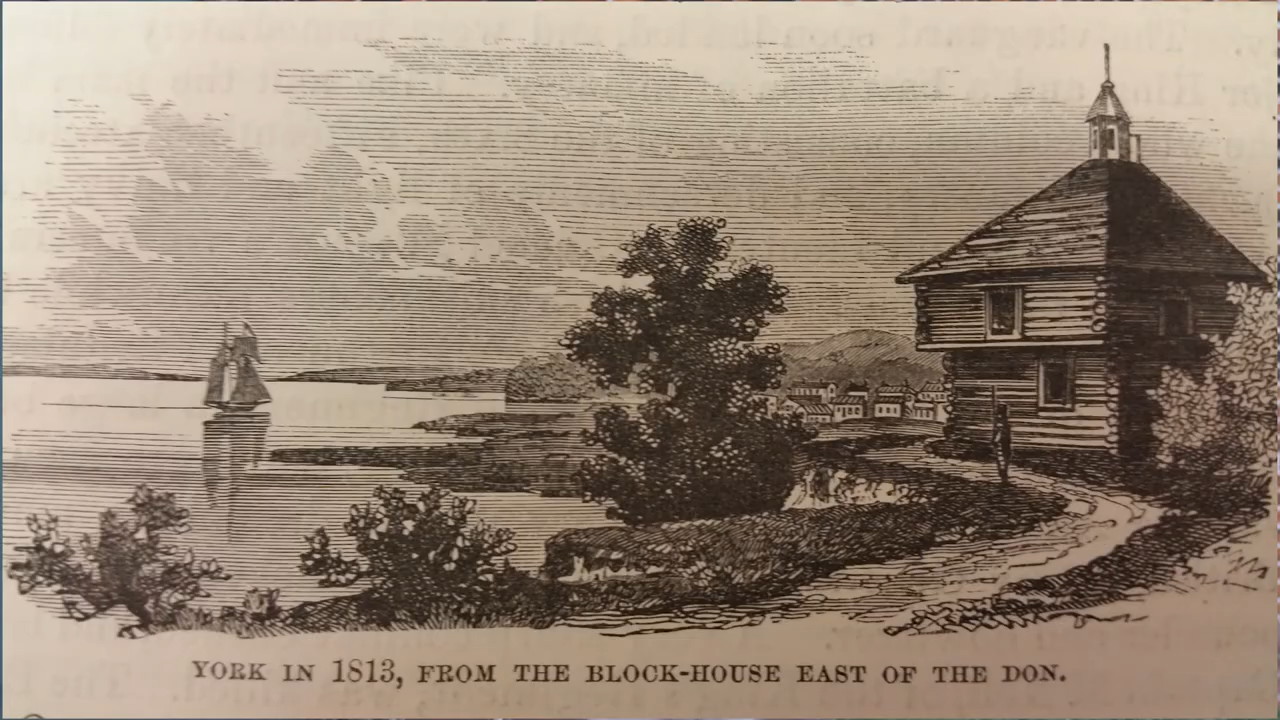 YORK IN 1813, FROM THE BLOCK-HOUSE EAST OF THE DON.